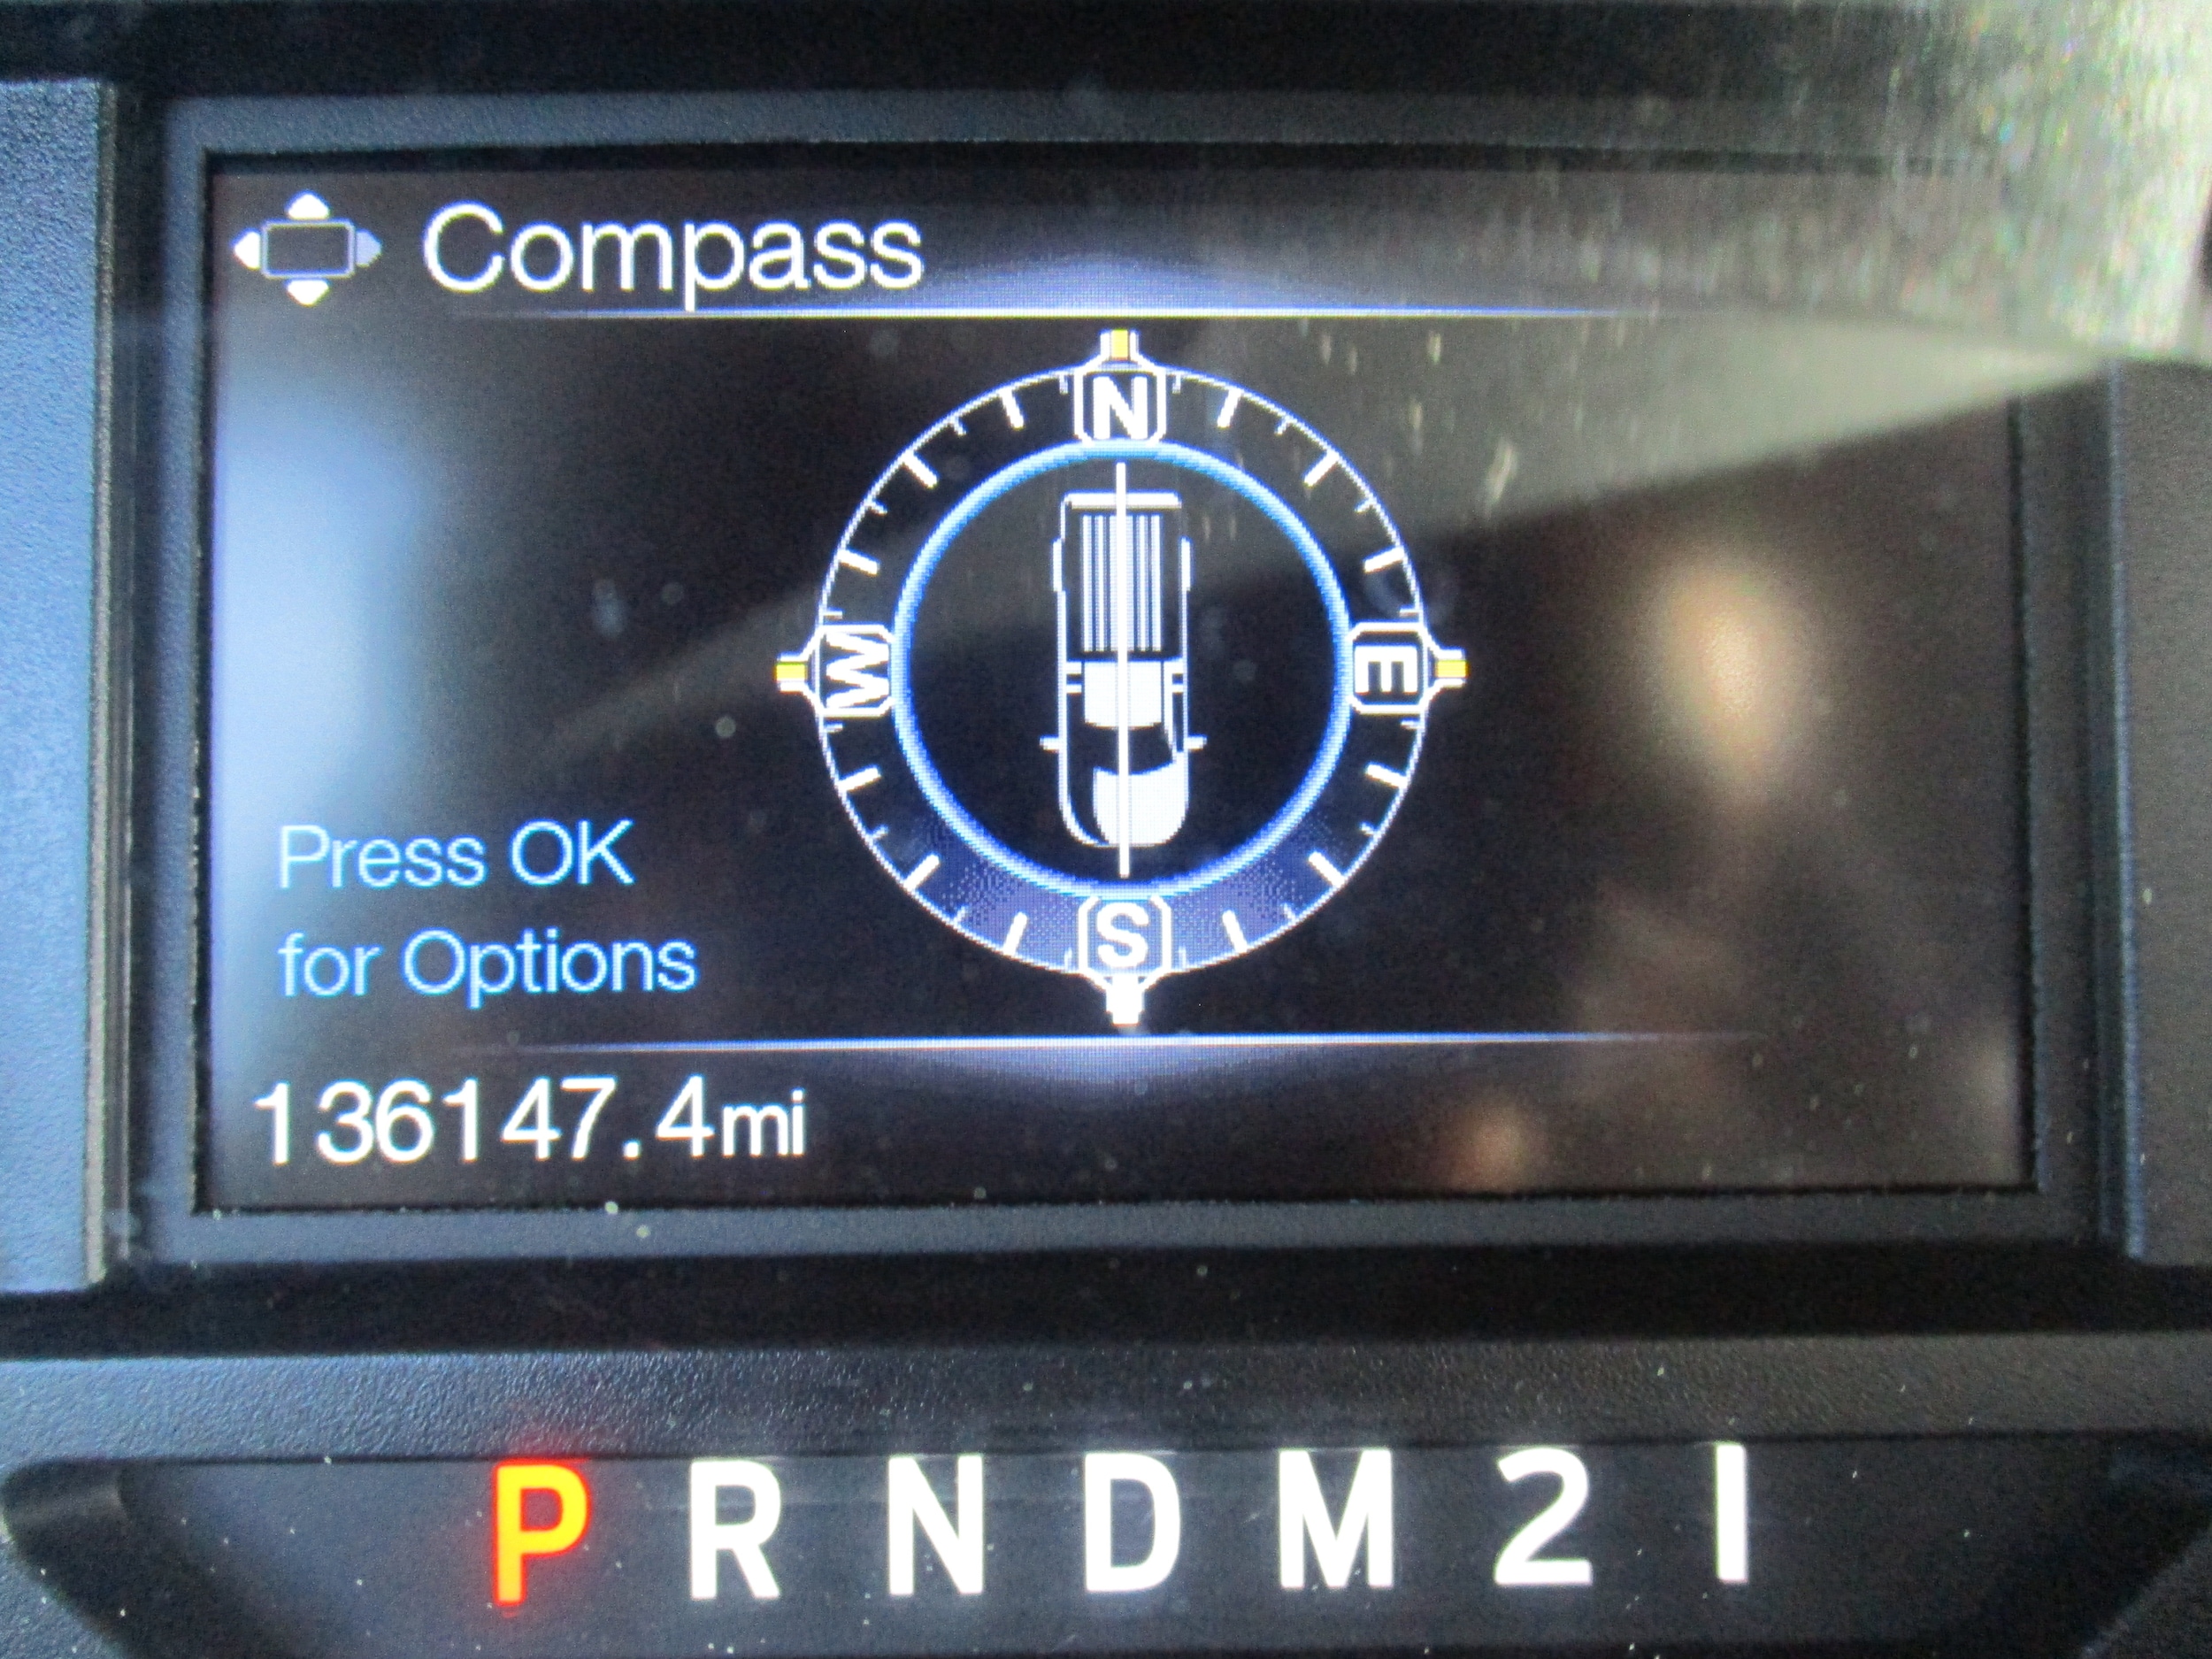 Compass
N
W
E
S
Press OK
for Options
136147.4mi
P R N D M 2 1